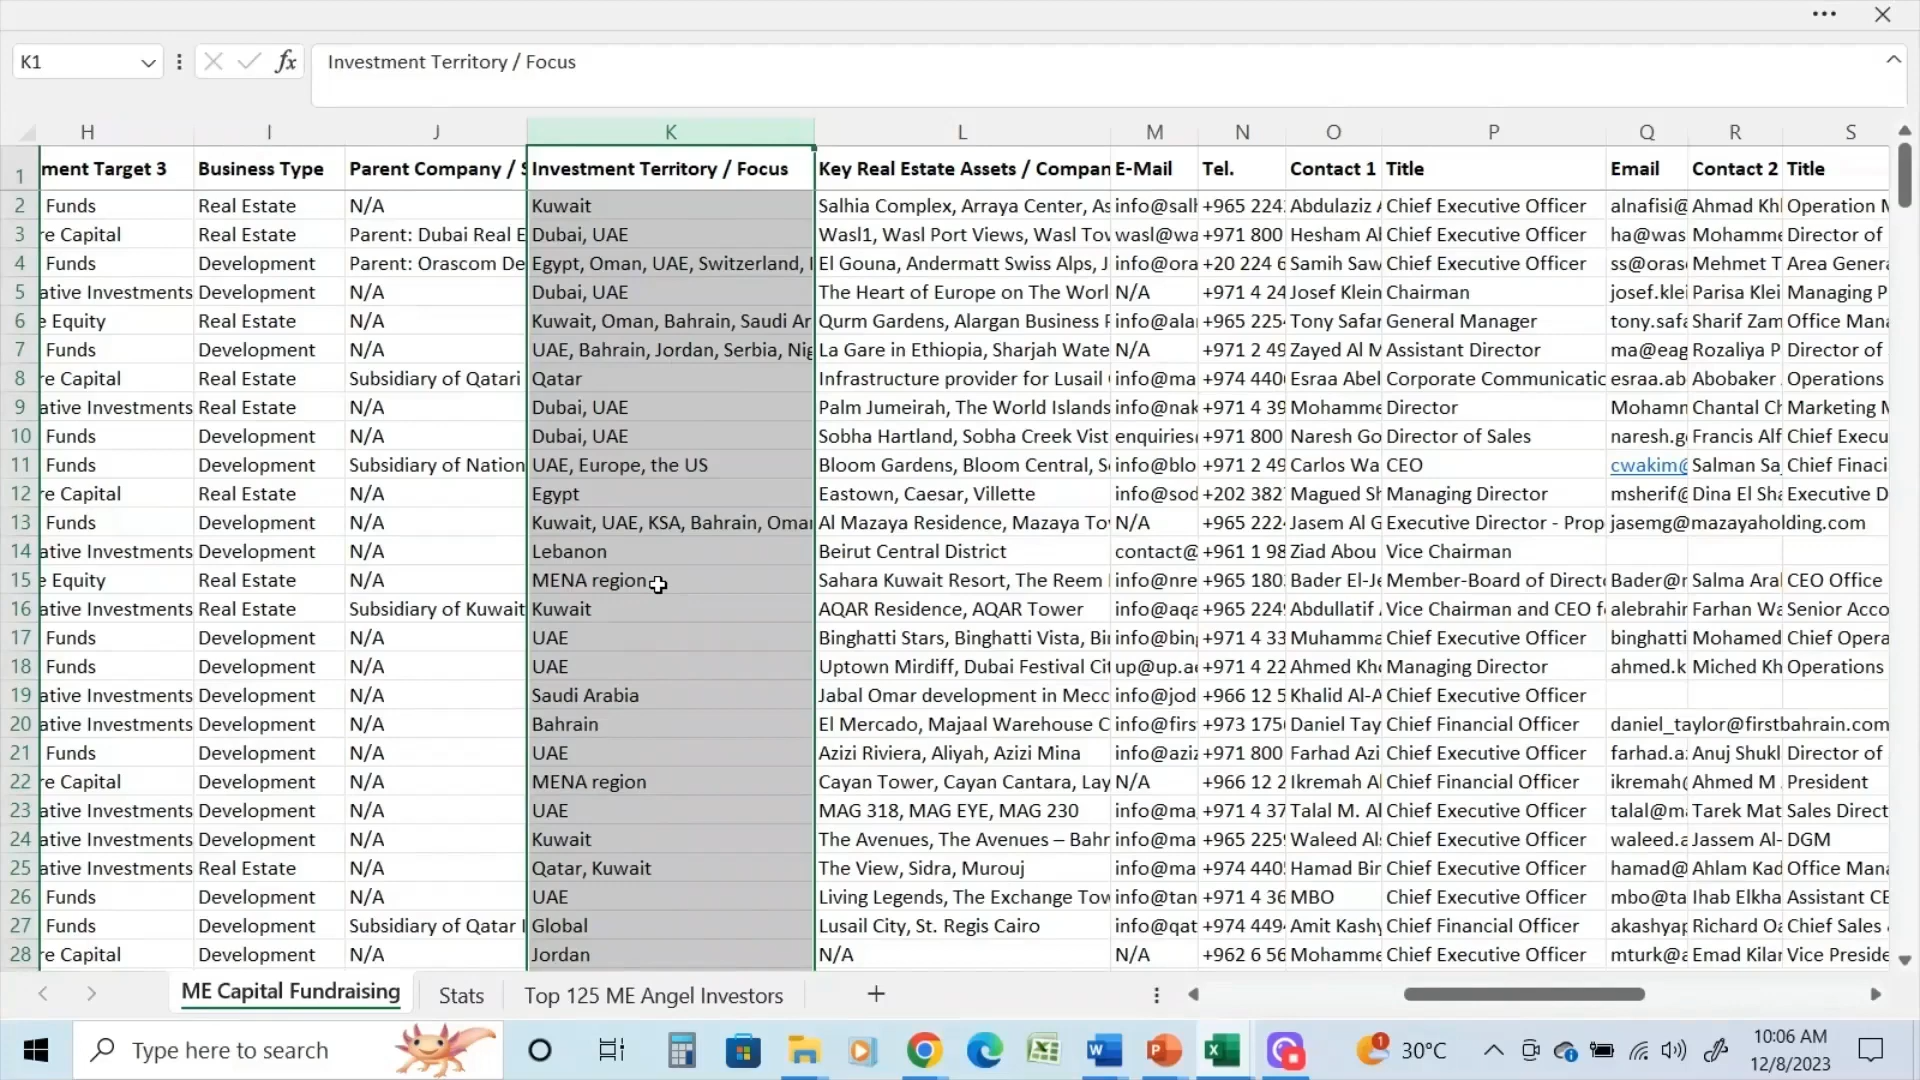 K1 fx Investment Territory / Focus
H I J K L M N O P Q R S
1 ment Target 3 Business Type Parent Company / S Investment Territory / Focus Key Real Estate Assets / Compan E-Mail Tel. Contact 1 Title Email Contact 2 Title
2 Funds Real Estate N/A Kuwait Salhia Complex, Arraya Center, As info@salh +965 224 Abdulaziz A Chief Executive Officer alnafisi@ Ahmad Kh Operation M
3 re Capital Real Estate Parent: Dubai Real E Dubai, UAE Wasl1, Wasl Port Views, Wasl Tov wasl@wa +971 800 Hesham Al Chief Executive Officer ha@was Mohamme Director of
4 Funds Development Parent: Orascom De Egypt, Oman, UAE, Switzerland, El Gouna, Andermatt Swiss Alps, J info@ora +20 224 6 Samih Saw Chief Executive Officer ss@oras Mehmet T Area Genera
5 ative Investments Development N/A Dubai, UAE The Heart of Europe on The Worl N/A +971 4 24 Josef Klein Chairman josef.klei Parisa Klei Managing P
6 e Equity Real Estate N/A Kuwait, Oman, Bahrain, Saudi Ar Qurm Gardens, Alargan Business P info@ala +965 225 Tony Safar General Manager tony.safa Sharif Zam Office Mana
7 Funds Development N/A UAE, Bahrain, Jordan, Serbia, Nig La Gare in Ethiopia, Sharjah Wate N/A +971 2 49 Zayed Al M Assistant Director ma@eag Rozaliya P Director of
8 re Capital Real Estate Subsidiary of Qatari Qatar Infrastructure provider for Lusail info@ma +974 440 Esraa Abel Corporate Communicatio esraa.ab Abobaker Operations
9 ative Investments Real Estate N/A Dubai, UAE Palm Jumeirah, The World Islands info@nak +971 4 39 Mohamme Director Mohamn Chantal Ch Marketing M
10 Funds Development N/A Dubai, UAE Sobha Hartland, Sobha Creek Vist enquiries +971 800 Naresh Go Director of Sales naresh.g Francis Alf Chief Execu
11 Funds Development Subsidiary of Nation UAE, Europe, the US Bloom Gardens, Bloom Central, S info@blo +971 2 49 Carlos Wa CEO cwakim@ Salman Sa Chief Finaci
12 re Capital Real Estate N/A Egypt Eastown, Caesar, Villette info@sod +202 382 Magued Sh Managing Director msherif@ Dina El Sha Executive D
13 Funds Development N/A Kuwait, UAE, KSA, Bahrain, Oman Al Mazaya Residence, Mazaya To N/A +965 222 Jasem Al G Executive Director - Prop jasemg@mazayaholding.com
14 ative Investments Development N/A Lebanon Beirut Central District contact@ +961 1 98 Ziad Abou Vice Chairman
15 e Equity Real Estate N/A MENA region Sahara Kuwait Resort, The Reem info@nre +965 180 Bader El-Je Member-Board of Directo Bader@n Salma Aral CEO Office
16 ative Investments Real Estate Subsidiary of Kuwait Kuwait AQAR Residence, AQAR Tower info@aqa +965 224 Abdullatif Vice Chairman and CEO f alebrahir Farhan Wa Senior Acco
17 Funds Development N/A UAE Binghatti Stars, Binghatti Vista, Bi info@bin +971 4 33 Muhamma Chief Executive Officer binghatti Mohamed Chief Opera
18 Funds Development N/A UAE Uptown Mirdiff, Dubai Festival Cit up@up.ae +971 4 22 Ahmed Kho Managing Director ahmed.k Miched Kh Operations
19 ative Investments Development N/A Saudi Arabia Jabal Omar development in Mecc info@jod +966 12 5 Khalid Al-A Chief Executive Officer
20 ative Investments Development N/A Bahrain El Mercado, Majaal Warehouse C info@firs +973 175 Daniel Tay Chief Financial Officer daniel_taylor@firstbahrain.com
21 Funds Development N/A UAE Azizi Riviera, Aliyah, Azizi Mina info@aziz +971 800 Farhad Azi Chief Executive Officer farhad.a Anuj Shukl Director of
22 re Capital Development N/A MENA region Cayan Tower, Cayan Cantara, Lay N/A +966 12 2 Ikremah Al Chief Financial Officer ikremah@ Ahmed M President
23 ative Investments Development N/A UAE MAG 318, MAG EYE, MAG 230 info@ma +971 4 37 Talal M. Al Chief Executive Officer talal@m Tarek Mat Sales Direct
24 ative Investments Development N/A Kuwait The Avenues, The Avenues – Bahr info@ma +965 225 Waleed Al Chief Executive Officer waleed.a Jassem Al- DGM
25 ative Investments Real Estate N/A Qatar, Kuwait The View, Sidra, Murouj info@ma +974 440 Hamad Bin Chief Executive Officer hamad@ Ahlam Kad Office Mana
26 Funds Development N/A UAE Living Legends, The Exchange Tov info@tan +971 4 36 MBO Chief Executive Officer mbo@ta Ihab Elkha Assistant CE
27 Funds Development Subsidiary of Qatar Global Lusail City, St. Regis Cairo info@qat +974 449 Amit Kashy Chief Financial Officer akashyap Richard Oa Chief Sales
28 re Capital Development N/A Jordan N/A N/A +962 6 56 Mohamme Chief Executive Officer mturk@a Emad Kilar Vice Preside
ME Capital Fundraising Stats Top 125 ME Angel Investors
Type here to search 1 30°C 10:06 AM
12/8/2023